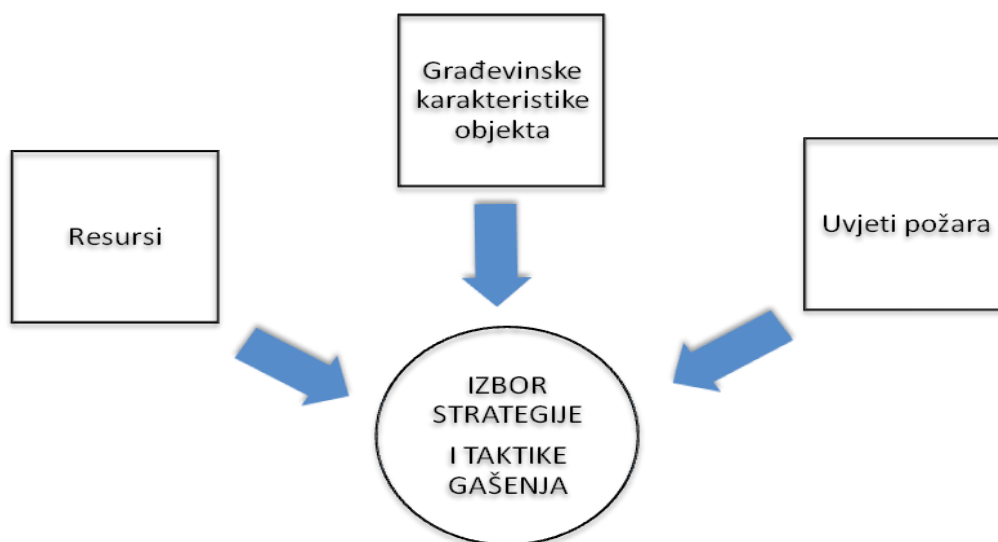 Građevinske
karakteristike
objekta
Resursi
Uvjeti požara
IZBOR
STRATEGIJE
I TAKTIKE
GAŠENJA